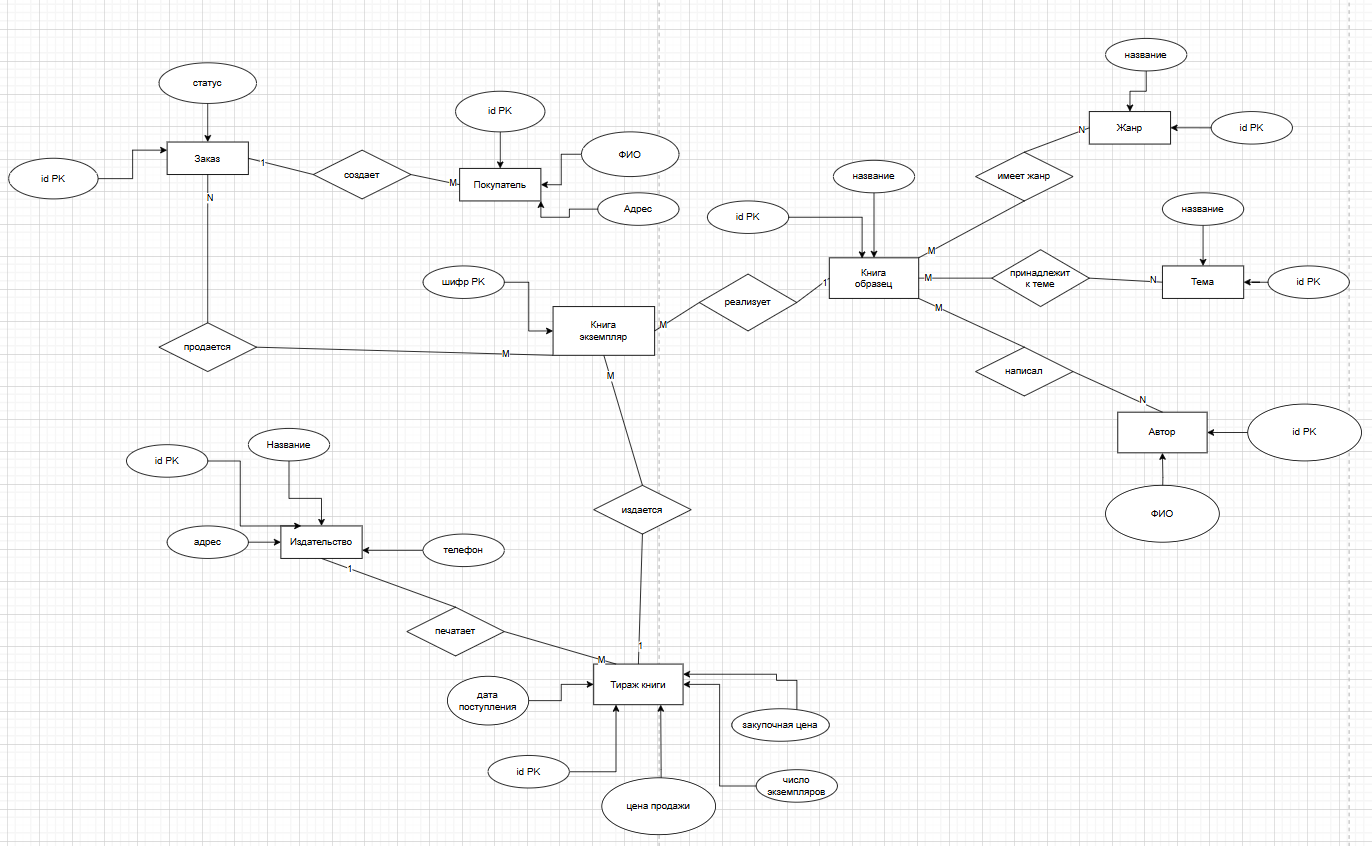 название
статус
id PK
Жанр
id PK
Заказ
N
id PK
1
создает
M
Покупатель
ФИО
Адрес
имеет жанр
название
id PK
название
N
M
Книга
образец
M
принадлежит
к теме
N
Тема
id PK
шифр PK
1
реализует
M
M
Книга
экземпляр
продается
M
M
написал
N
Автор
id PK
ФИО
Название
id PK
издается
адрес
Издательство
телефон
1
печатает
1
M
Тираж книги
дата
поступления
закупочная цена
id PK
число
экземпляров
цена продажи